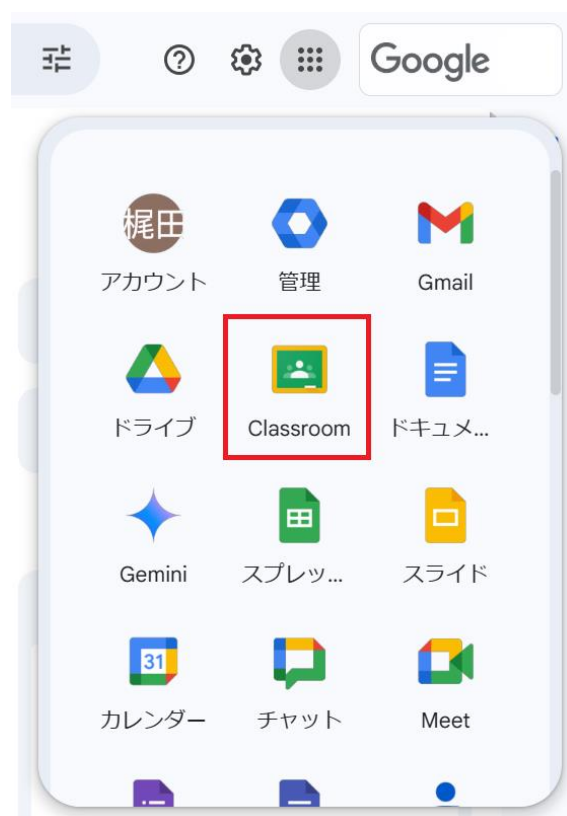 Google
梶田
アカウント
管理
Gmail
ドライブ
Classroom
ドキュメ...
Gemini
スプレッ...
スライド
31
カレンダー
チャット
Meet